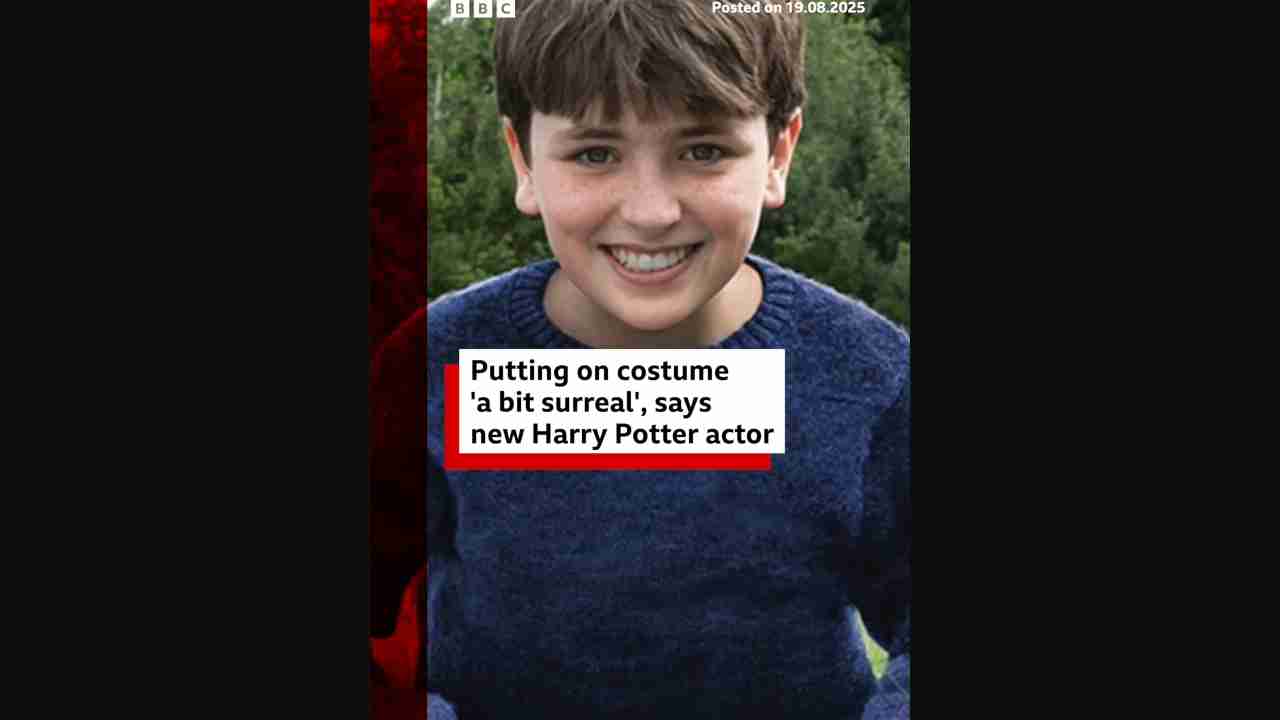 BBC
Posted on 19.08.2025
Putting on costume
'a bit surreal', says
new Harry Potter actor